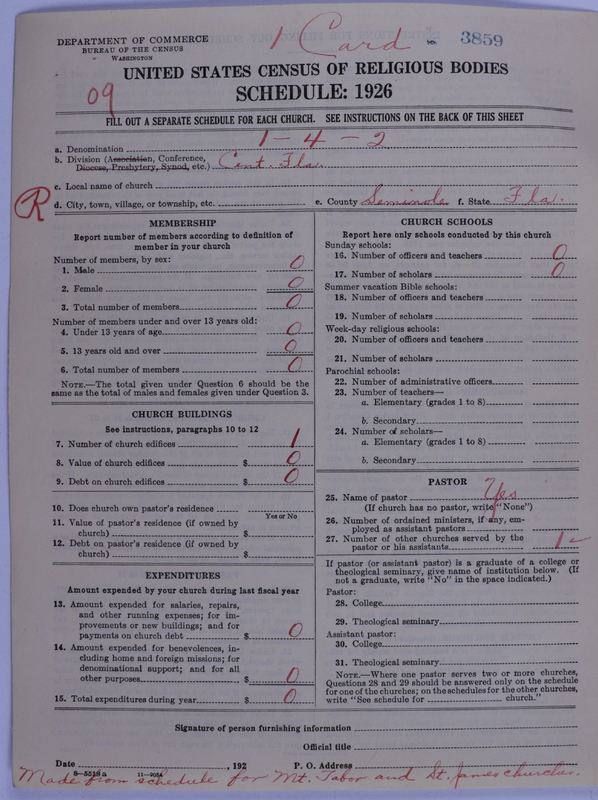 1 Card
DEPARTMENT OF COMMERCE
BUREAU OF THE CENSUS
WASHINGTON
No. 3859
UNITED STATES CENSUS OF RELIGIOUS BODIES
SCHEDULE: 1926
09
FILL OUT A SEPARATE SCHEDULE FOR EACH CHURCH. SEE INSTRUCTIONS ON THE BACK OF THIS SHEET
a. Denomination 1-4-2
b. Division (Association, Conference,
Diocese, Presbytery, Synod, etc.) Cent. Fla.
c. Local name of church
R
d. City, town, village, or township, etc. e. County Seminole f. State Fla.
MEMBERSHIP
Report number of members according to definition of
member in your church
Number of members, by sex:
1. Male 0
2. Female 0
3. Total number of members 0
Number of members under and over 13 years old:
4. Under 13 years of age 0
5. 13 years old and over 0
6. Total number of members 0
NOTE.—The total given under Question 6 should be the
same as the total of males and females given under Question 3.
CHURCH BUILDINGS
See instructions, paragraphs 10 to 12
7. Number of church edifices 1
8. Value of church edifices $ 0
9. Debt on church edifices $ 0
10. Does church own pastor's residence
Yes or No
11. Value of pastor's residence (if owned by
church) $
12. Debt on pastor's residence (if owned by
church) $
EXPENDITURES
Amount expended by your church during last fiscal year
13. Amount expended for salaries, repairs,
and other running expenses; for im-
provements or new buildings; and for
payments on church debt $ 0
14. Amount expended for benevolences, in-
cluding home and foreign missions; for
denominational support; and for all
other purposes $ 0
15. Total expenditures during year $ 0
CHURCH SCHOOLS
Report here only schools conducted by this church
Sunday schools:
16. Number of officers and teachers 0
17. Number of scholars 0
Summer vacation Bible schools:
18. Number of officers and teachers
19. Number of scholars
Week-day religious schools:
20. Number of officers and teachers
21. Number of scholars
Parochial schools:
22. Number of administrative officers
23. Number of teachers—
a. Elementary (grades 1 to 8)
b. Secondary
24. Number of scholars—
a. Elementary (grades 1 to 8)
b. Secondary
PASTOR
25. Name of pastor Yes
(If church has no pastor, write "None")
26. Number of ordained ministers, if any, em-
ployed as assistant pastors
27. Number of other churches served by the
pastor or his assistants 1-
If pastor (or assistant pastor) is a graduate of a college or
theological seminary, give name of institution below. (If
not a graduate, write "No" in the space indicated.)
Pastor:
28. College
29. Theological seminary
Assistant pastor:
30. College
31. Theological seminary
NOTE.—Where one pastor serves two or more churches,
Questions 28 and 29 should be answered only on the schedule
for one of the churches; on the schedules for the other churches,
write "See schedule for church."
Signature of person furnishing information
Official title
Date , 192 P. O. Address
8-5319a 11-9054
Made from schedule for Mt. Tabor and St. James churches.